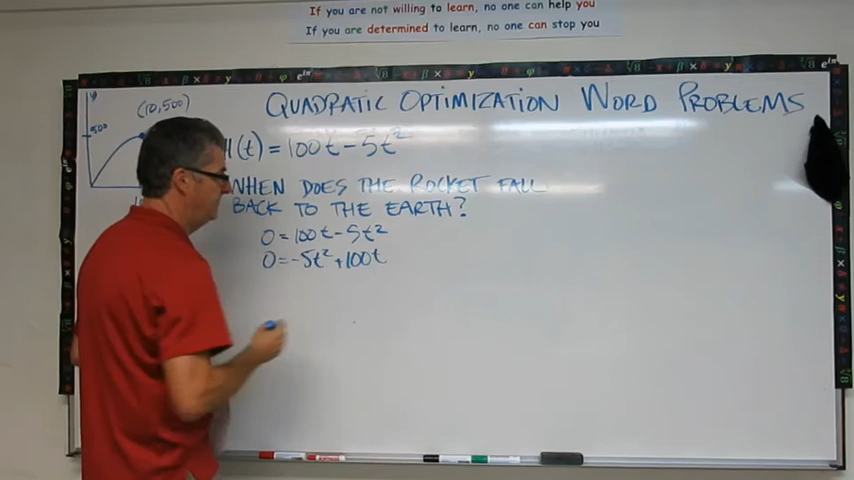 If you are not willing to learn, no one can help you
If you are determined to learn, no one can stop you
QUADRATIC OPTIMIZATION WORD PROBLEMS
(10,500)
500
H(t)=100t-5t²
WHEN DOES THE ROCKET FALL
BACK TO THE EARTH?
0=100t-5t²
0=-5t²+100t